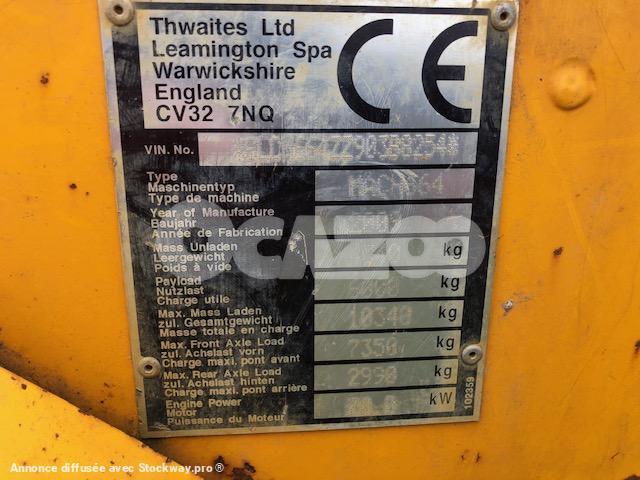 Thwaites Ltd
Leamington Spa
Warwickshire
England
CV32 7NQ
CE
VIN. No.
Type
Maschinentyp
Type de machine
Year of Manufacture
Baujahr
Année de Fabrication
Mass Unladen
Leergewicht
Poids à vide
kg
Payload
Nutzlast
Charge utile
kg
Max. Mass Laden
zul. Gesamtgewicht
Masse totale en charge
10340 kg
Max. Front Axle Load
zul. Achslast vorn
Charge maxi. pont avant
7350 kg
Max. Rear Axle Load
zul. Achslast hinten
Charge maxi. pont arrière
2990 kg
Engine Power
Motor
Puissance du Moteur
kW
102359
OCAZOO
Annonce diffusée avec Stockway.pro®